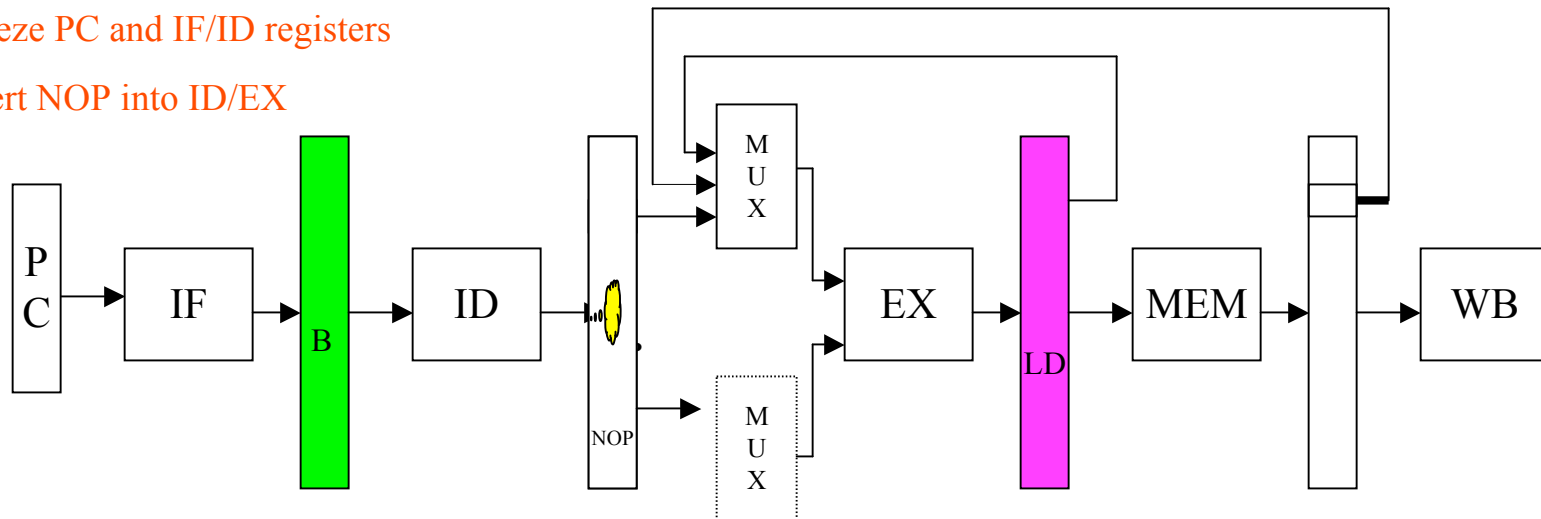 eze PC and IF/ID registers
ert NOP into ID/EX
M
U
X
P
C
IF
B
ID
NOP
M
U
X
EX
LD
MEM
WB